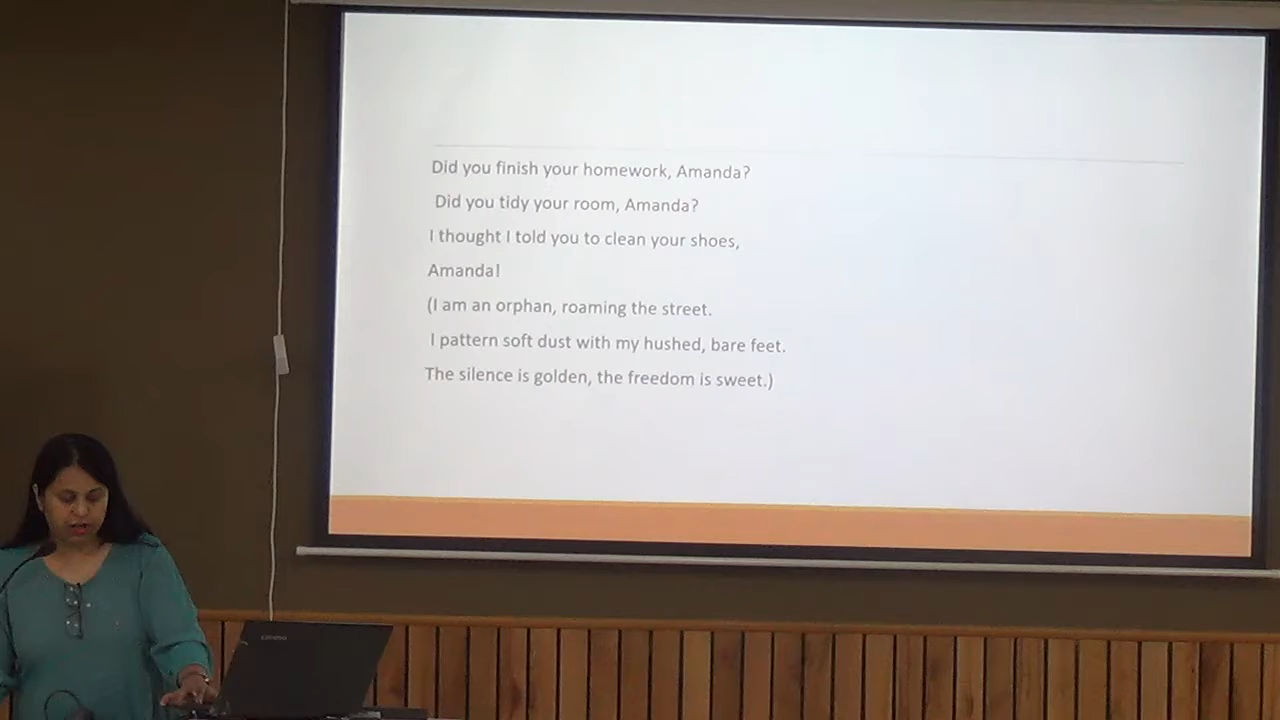 Did you finish your homework, Amanda?
Did you tidy your room, Amanda?
I thought I told you to clean your shoes,
Amanda!
(I am an orphan, roaming the street.
I pattern soft dust with my hushed, bare feet.
The silence is golden, the freedom is sweet.)
Lenovo